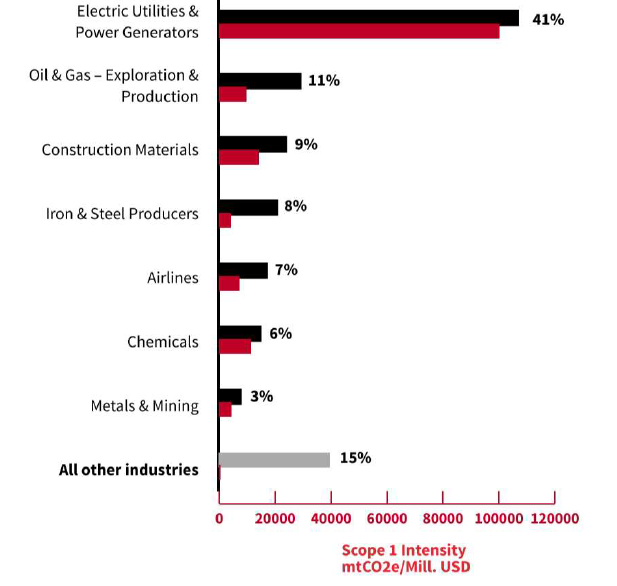 Electric Utilities &
Power Generators
41%
Oil & Gas – Exploration &
Production
11%
Construction Materials
9%
Iron & Steel Producers
8%
Airlines
7%
Chemicals
6%
Metals & Mining
3%
All other industries
15%
0 20000 40000 60000 80000 100000 120000
Scope 1 Intensity
mtCO2e/Mill. USD